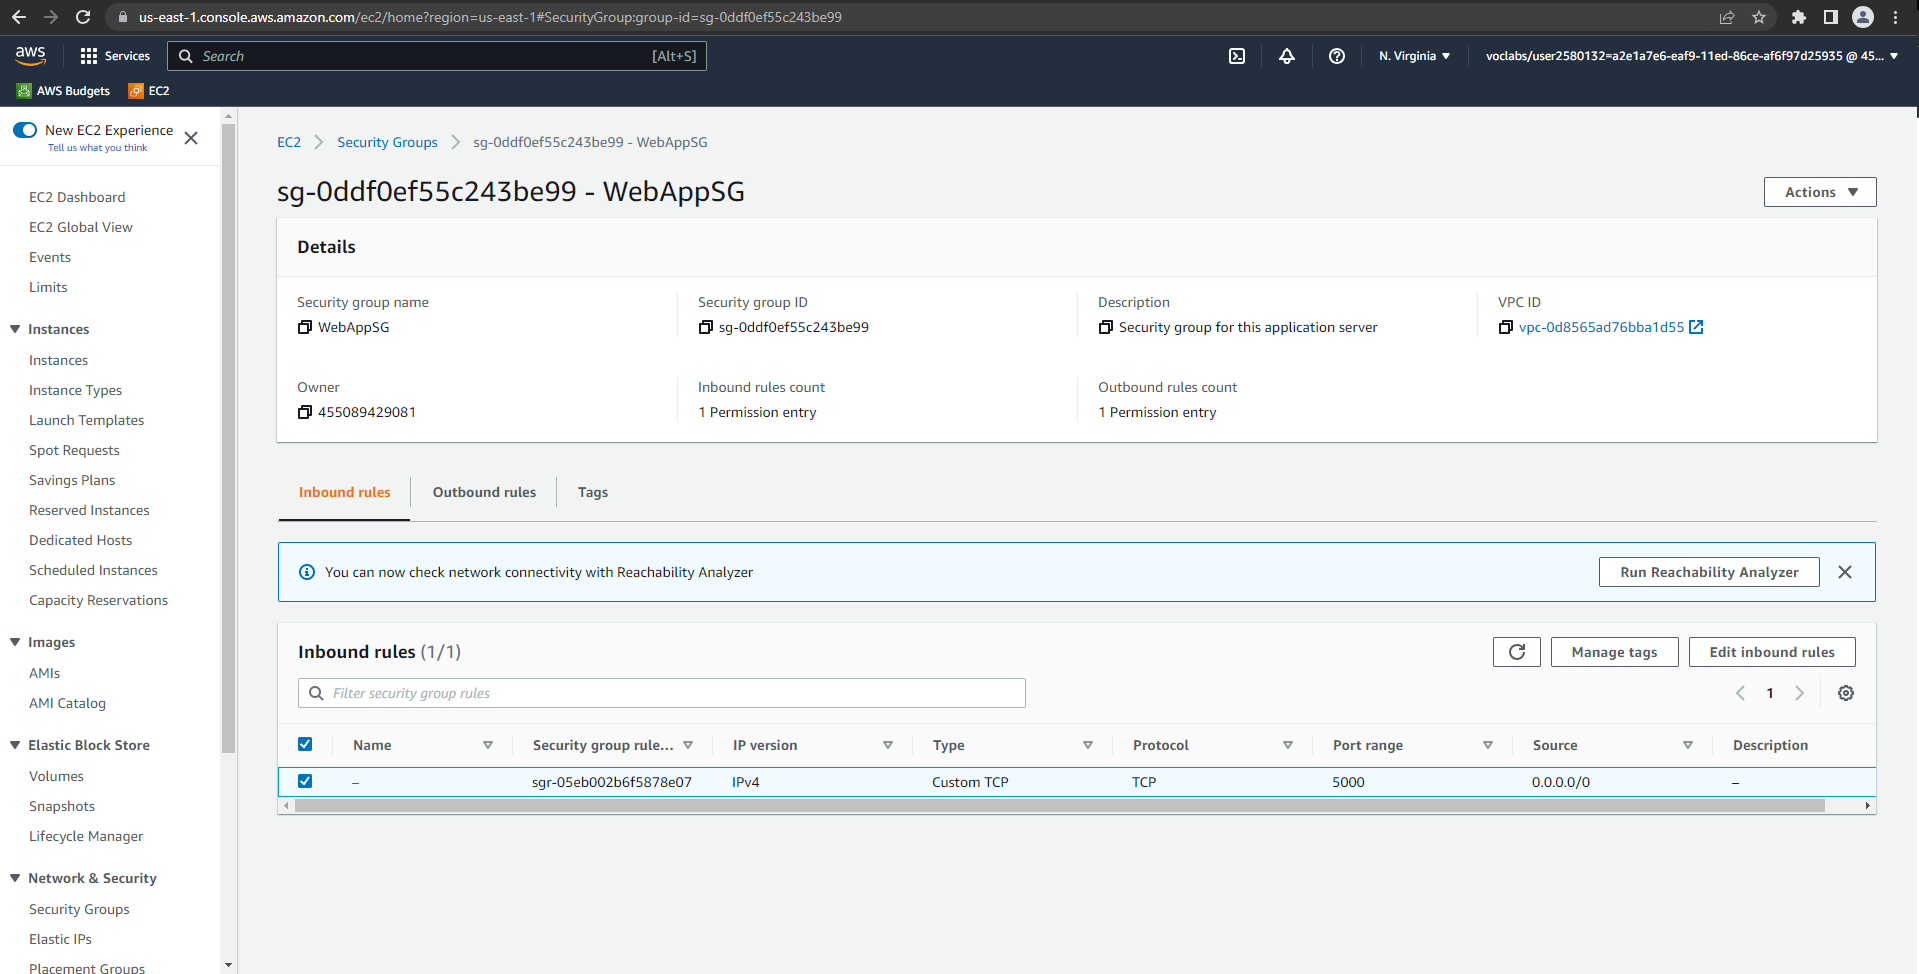 us-east-1.console.aws.amazon.com/ec2/home?region=us-east-1#SecurityGroup:group-id=sg-0ddf0ef55c243be99
aws
Services
Search
[Alt+S]
N. Virginia
voclabs/user2580132=a2e1a7e6-eaf9-11ed-86ce-af6f97d25935 @ 45...
AWS Budgets
EC2
New EC2 Experience
Tell us what you think
EC2 Dashboard
EC2 Global View
Events
Limits
Instances
Instances
Instance Types
Launch Templates
Spot Requests
Savings Plans
Reserved Instances
Dedicated Hosts
Scheduled Instances
Capacity Reservations
Images
AMIs
AMI Catalog
Elastic Block Store
Volumes
Snapshots
Lifecycle Manager
Network & Security
Security Groups
Elastic IPs
Placement Groups
EC2
Security Groups
sg-0ddf0ef55c243be99 - WebAppSG
sg-0ddf0ef55c243be99 - WebAppSG
Actions
Details
Security group name
WebAppSG
Security group ID
sg-0ddf0ef55c243be99
Description
Security group for this application server
VPC ID
vpc-0d8565ad76bba1d55
Owner
455089429081
Inbound rules count
1 Permission entry
Outbound rules count
1 Permission entry
Inbound rules
Outbound rules
Tags
You can now check network connectivity with Reachability Analyzer
Run Reachability Analyzer
Inbound rules (1/1)
Manage tags
Edit inbound rules
Filter security group rules
1
Name
Security group rule...
IP version
Type
Protocol
Port range
Source
Description
–
sgr-05eb002b6f5878e07
IPv4
Custom TCP
TCP
5000
0.0.0.0/0
–